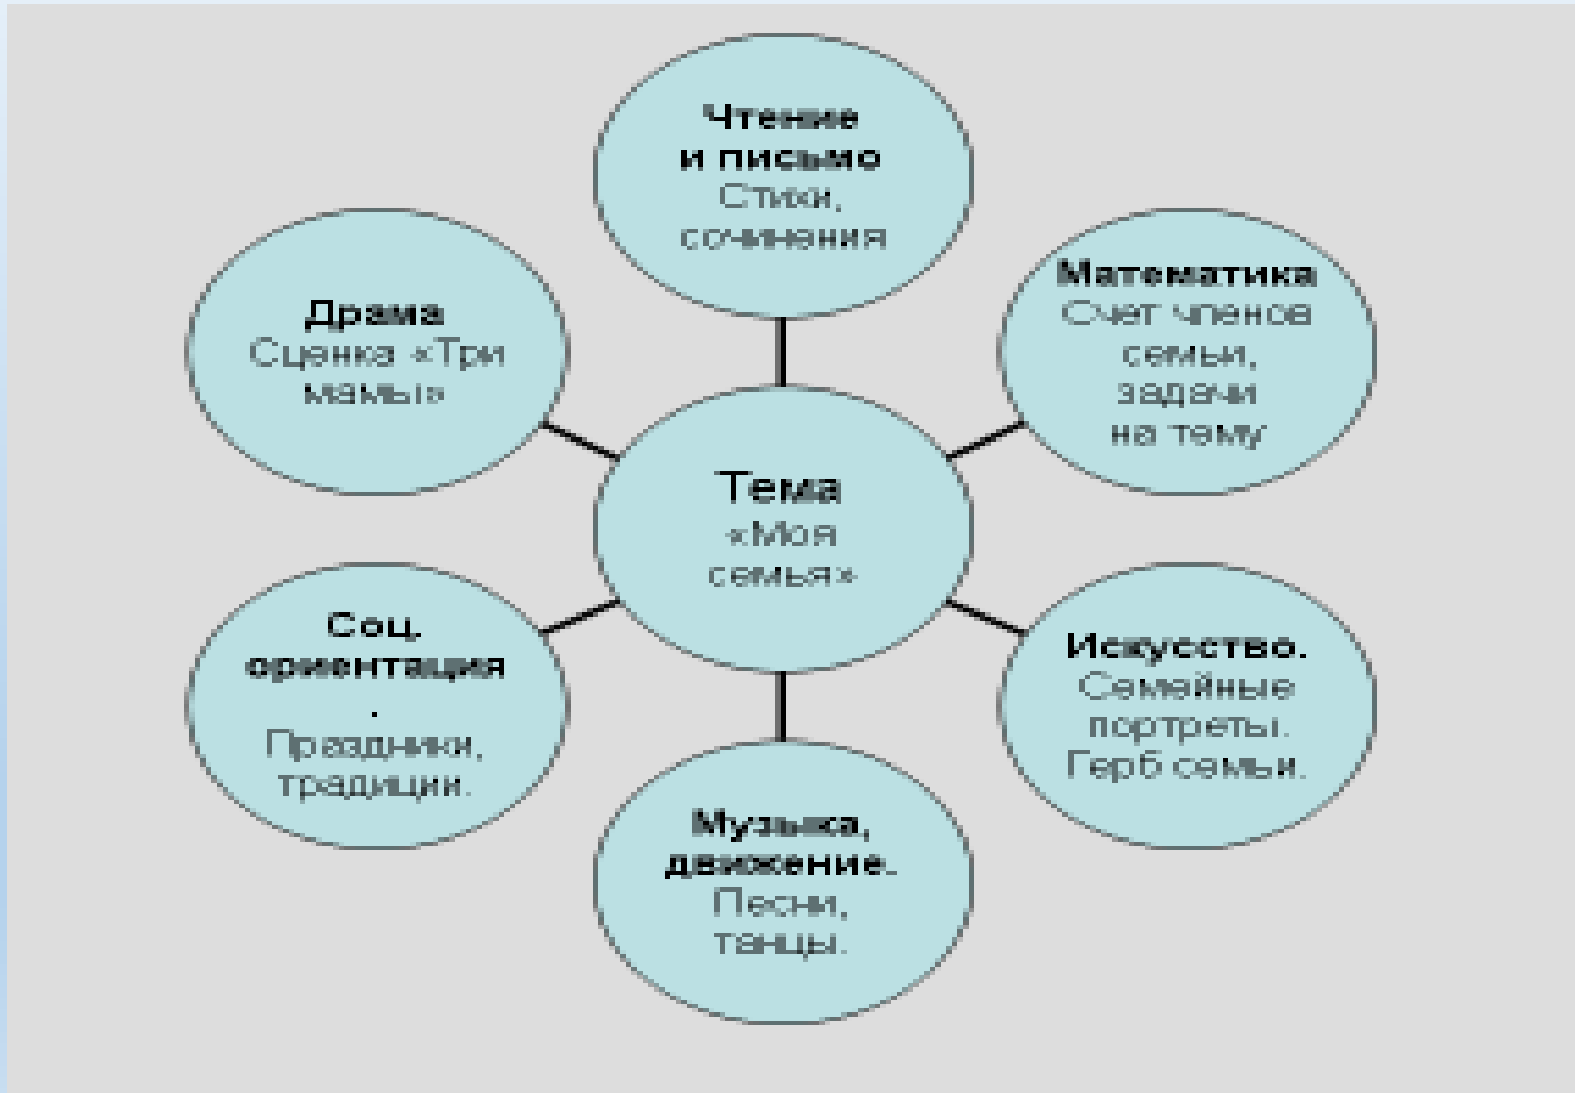 Чтение
и письмо
Стихи,
сочинения
Математика
Счет членов
семьи,
задачи
на тему
Драма
Сценка «Три
мамы»
Тема
«Моя
семья»
Соц.
ориентация
.
Праздники,
традиции.
Искусство.
Семейные
портреты.
Герб семьи.
Музыка,
движение.
Песни,
танцы.